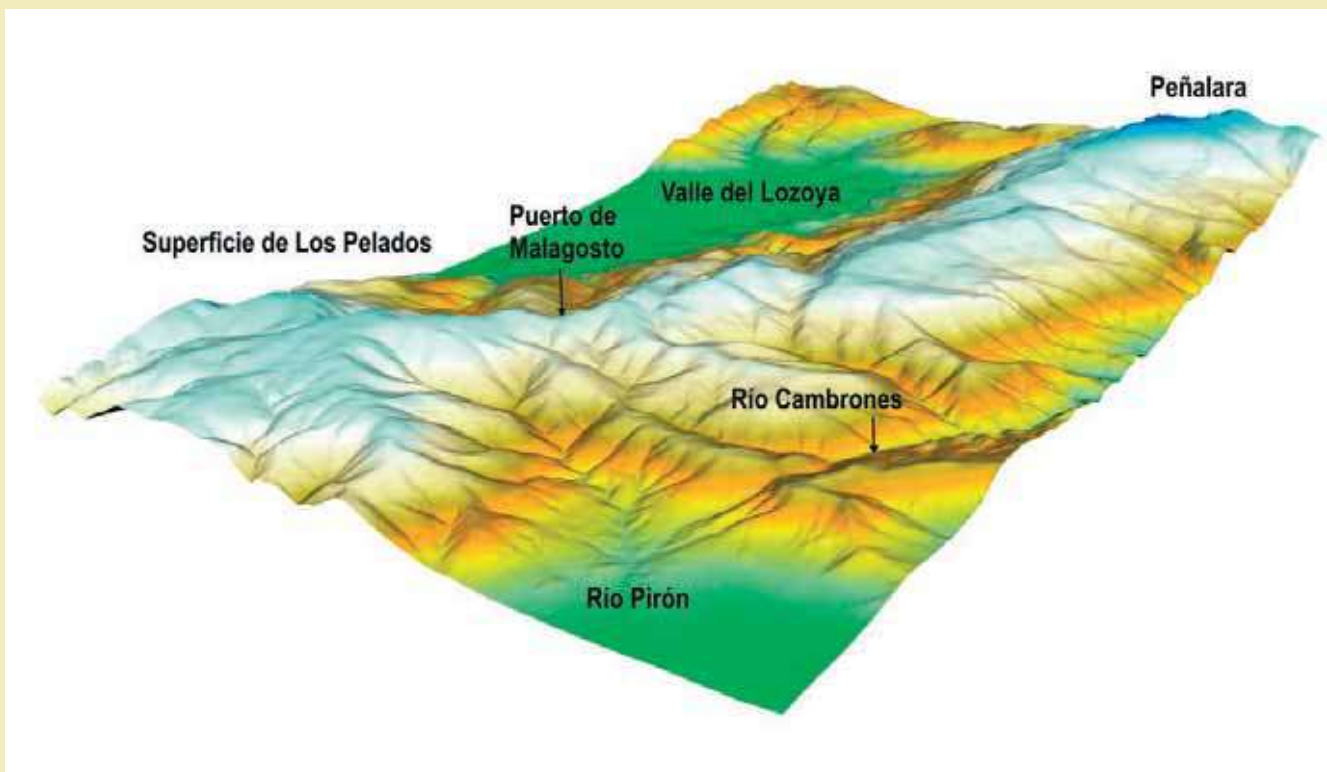 Peñalara
Valle del Lozoya
Puerto de
Malagosto
Superficie de Los Pelados
Río Cambrones
Río Pirón